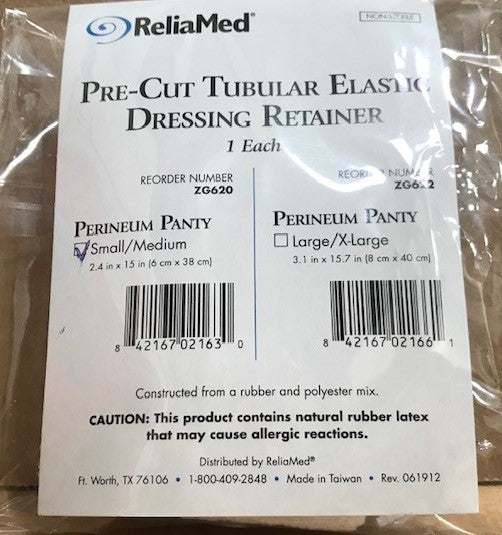 ReliaMed®
NON-STERILE
PRE-CUT TUBULAR ELASTIC
DRESSING RETAINER
1 Each
REORDER NUMBER
ZG620
PERINEUM PANTY
Small/Medium
2.4 in x 15 in (6 cm x 38 cm)
8 42167 02163 0
REORDER NUMBER
ZG622
PERINEUM PANTY
Large/X-Large
3.1 in x 15.7 in (8 cm x 40 cm)
8 42167 02166 1
Constructed from a rubber and polyester mix.
CAUTION: This product contains natural rubber latex
that may cause allergic reactions.
Distributed by ReliaMed®
Ft. Worth, TX 76106 • 1-800-409-2848 • Made in Taiwan • Rev. 061912